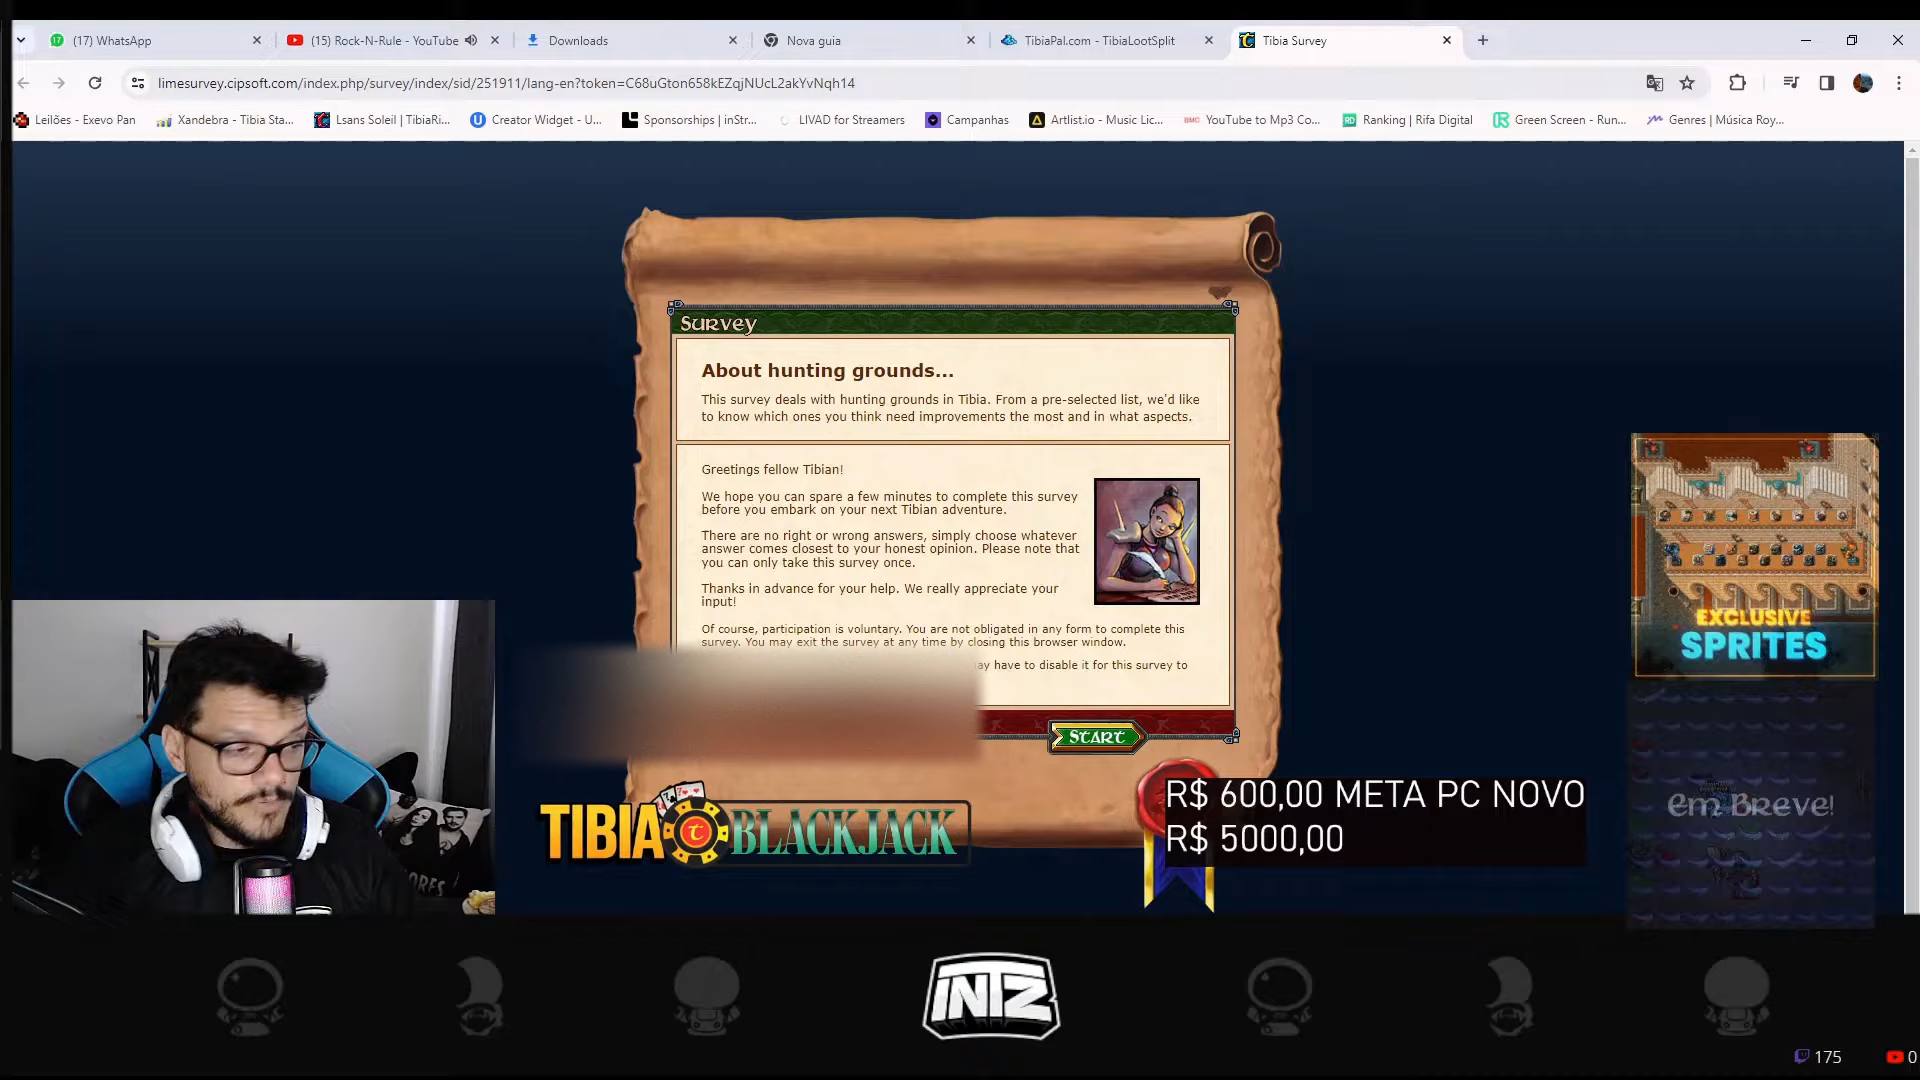 (17) WhatsApp
(15) Rock-N-Rule - YouTube
Downloads
Nova guia
TibiaPal.com - TibiaLootSplit
Tibia Survey
limesurvey.cipsoft.com/index.php/survey/index/sid/251911/lang-en?token=C68uGton658kEZqjNUcL2akYvNqh14
Leilões - Exevo Pan
Xandebra - Tibia Sta...
Lsans Soleil | TibiaRi...
Creator Widget - U...
Sponsorships | inStr...
LIVAD for Streamers
Campanhas
Artlist.io - Music Lic...
YouTube to Mp3 Co...
Ranking | Rifa Digital
Green Screen - Run...
Genres | Música Roy...
Survey
About hunting grounds...
This survey deals with hunting grounds in Tibia. From a pre-selected list, we'd like
to know which ones you think need improvements the most and in what aspects.
Greetings fellow Tibian!
We hope you can spare a few minutes to complete this survey
before you embark on your next Tibian adventure.
There are no right or wrong answers, simply choose whatever
answer comes closest to your honest opinion. Please note that
you can only take this survey once.
Thanks in advance for your help. We really appreciate your
input!
Of course, participation is voluntary. You are not obligated in any form to complete this
survey. You may exit the survey at any time by closing this browser window.
have to disable it for this survey to
START
EXCLUSIVE
SPRITES
Em Breve!
TIBIA BLACKJACK
R$ 600,00 META PC NOVO
R$ 5000,00
INTZ
175
0